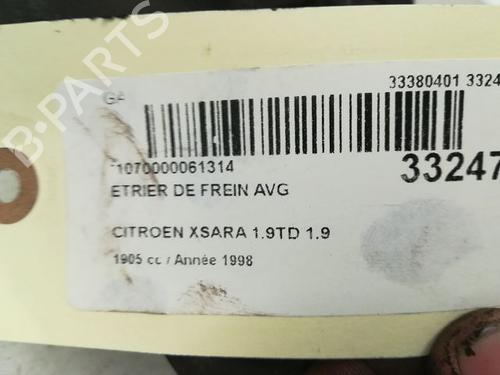 B-PARTS
33380401 3324
GA
*1070000061314
33247
ETRIER DE FREIN AVG
CITROEN XSARA 1.9TD 1.9
1905 cc / Année 1998